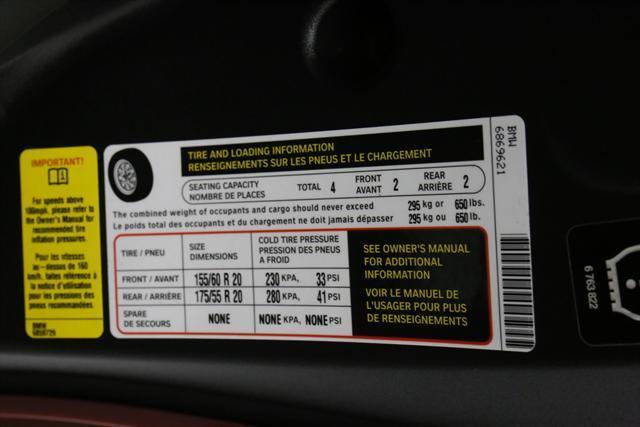 IMPORTANT!
For speeds above
100mph, please refer to
the Owner's Manual for
recommended tire
inflation pressures.
Pour les vitesses
au-dessus de 160
km/h, faites référence à
la notice d'utilisation
pour les pressions des
pneus recommandées.
BMW
TIRE AND LOADING INFORMATION
RENSEIGNEMENTS SUR LES PNEUS ET LE CHARGEMENT
SEATING CAPACITY
NOMBRE DE PLACES
TOTAL 4
FRONT
AVANT 2
REAR
ARRIÈRE 2
The combined weight of occupants and cargo should never exceed 295 kg or 650 lbs.
Le poids total des occupants et du chargement ne doit jamais dépasser 295 kg ou 650 lb.
TIRE / PNEU
SIZE
DIMENSIONS
COLD TIRE PRESSURE
PRESSION DES PNEUS
A FROID
FRONT / AVANT 155/60 R 20 230 KPA, 33 PSI
REAR / ARRIÈRE 175/55 R 20 280 KPA, 41 PSI
SPARE
DE SECOURS
NONE NONE KPA, NONE PSI
SEE OWNER'S MANUAL
FOR ADDITIONAL
INFORMATION
VOIR LE MANUEL DE
L'USAGER POUR PLUS
DE RENSEIGNEMENTS
BMW
6869621
6 763 822